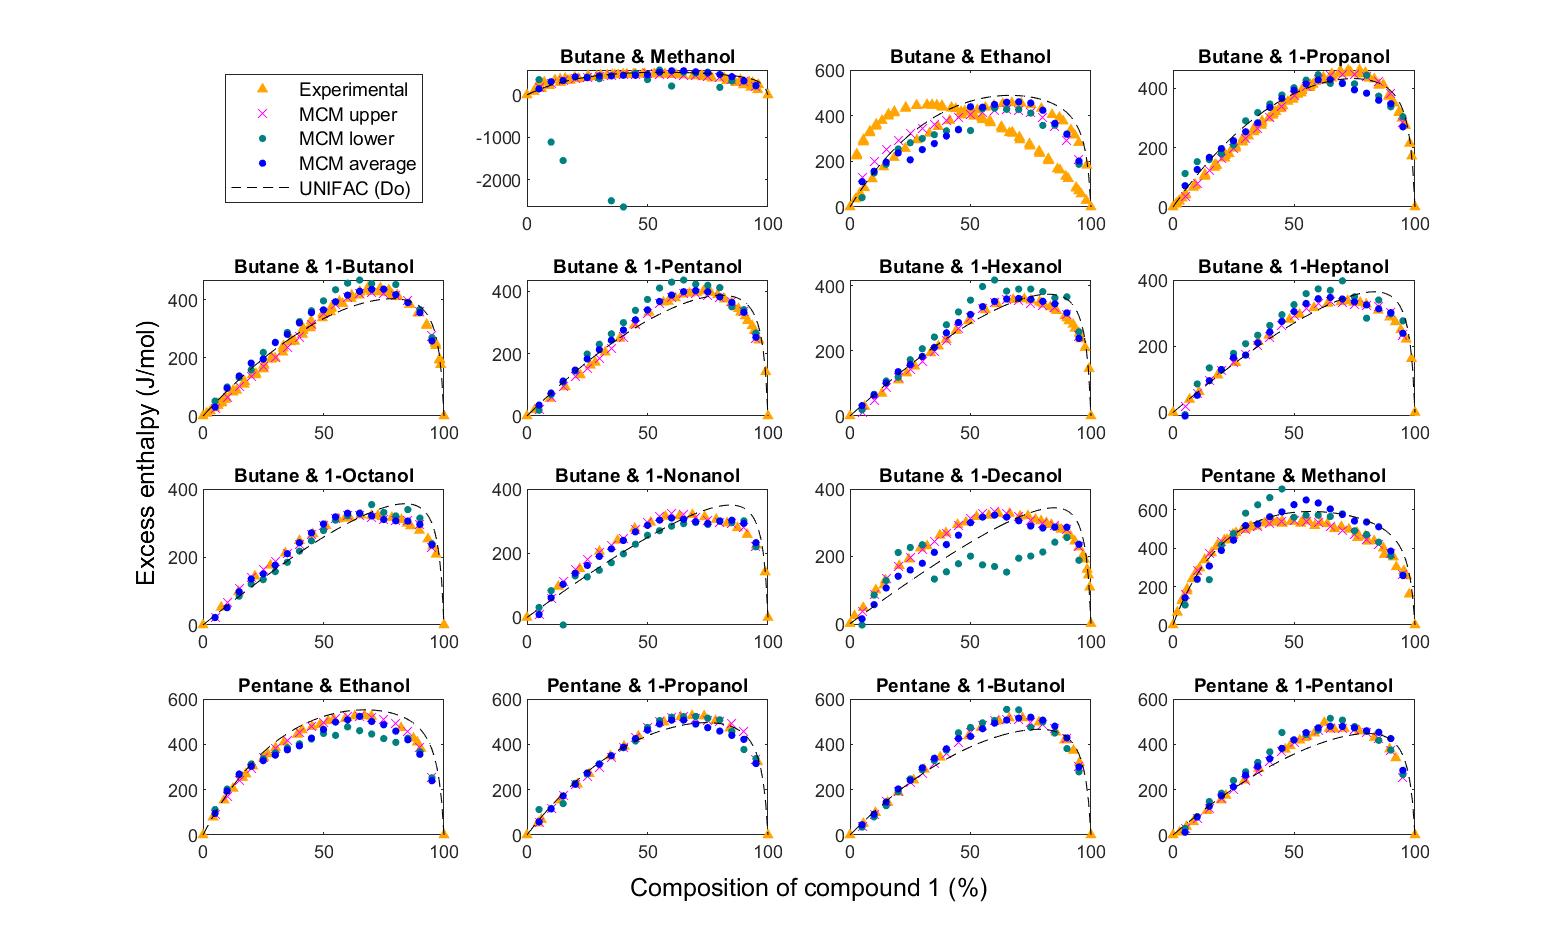 Experimental
MCM upper
MCM lower
MCM average
UNIFAC (Do)
Butane & Methanol
0
-1000
-2000
0 50 100
Butane & Ethanol
600
400
200
0
0 50 100
Butane & 1-Propanol
400
200
0
0 50 100
Excess enthalpy (J/mol)
Butane & 1-Butanol
400
200
0
0 50 100
Butane & 1-Pentanol
400
200
0
0 50 100
Butane & 1-Hexanol
400
200
0
0 50 100
Butane & 1-Heptanol
400
200
0
0 50 100
Butane & 1-Octanol
400
200
0
0 50 100
Butane & 1-Nonanol
400
200
0
0 50 100
Butane & 1-Decanol
400
200
0
0 50 100
Pentane & Methanol
600
400
200
0
0 50 100
Pentane & Ethanol
600
400
200
0
0 50 100
Pentane & 1-Propanol
600
400
200
0
0 50 100
Pentane & 1-Butanol
600
400
200
0
0 50 100
Pentane & 1-Pentanol
600
400
200
0
0 50 100
Composition of compound 1 (%)